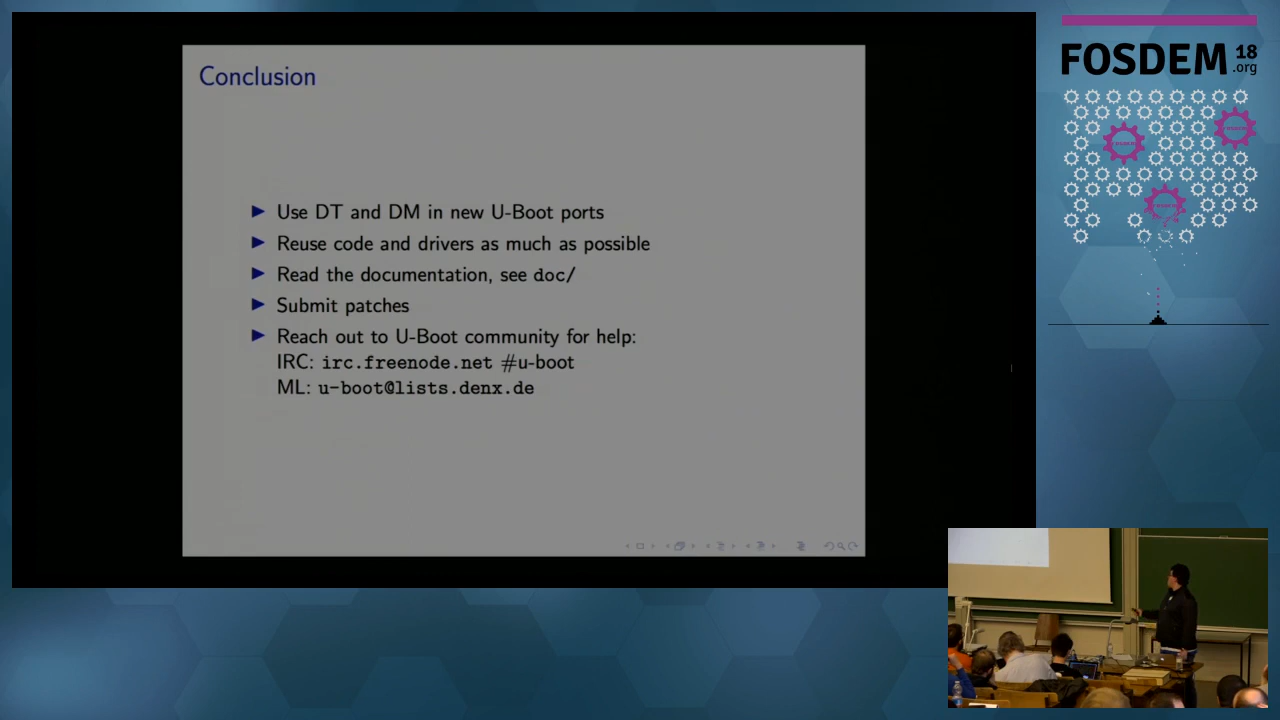 Conclusion
Use DT and DM in new U-Boot ports
Reuse code and drivers as much as possible
Read the documentation, see doc/
Submit patches
Reach out to U-Boot community for help:
IRC: irc.freenode.net #u-boot
ML: u-boot@lists.denx.de
FOSDEM 18
.org